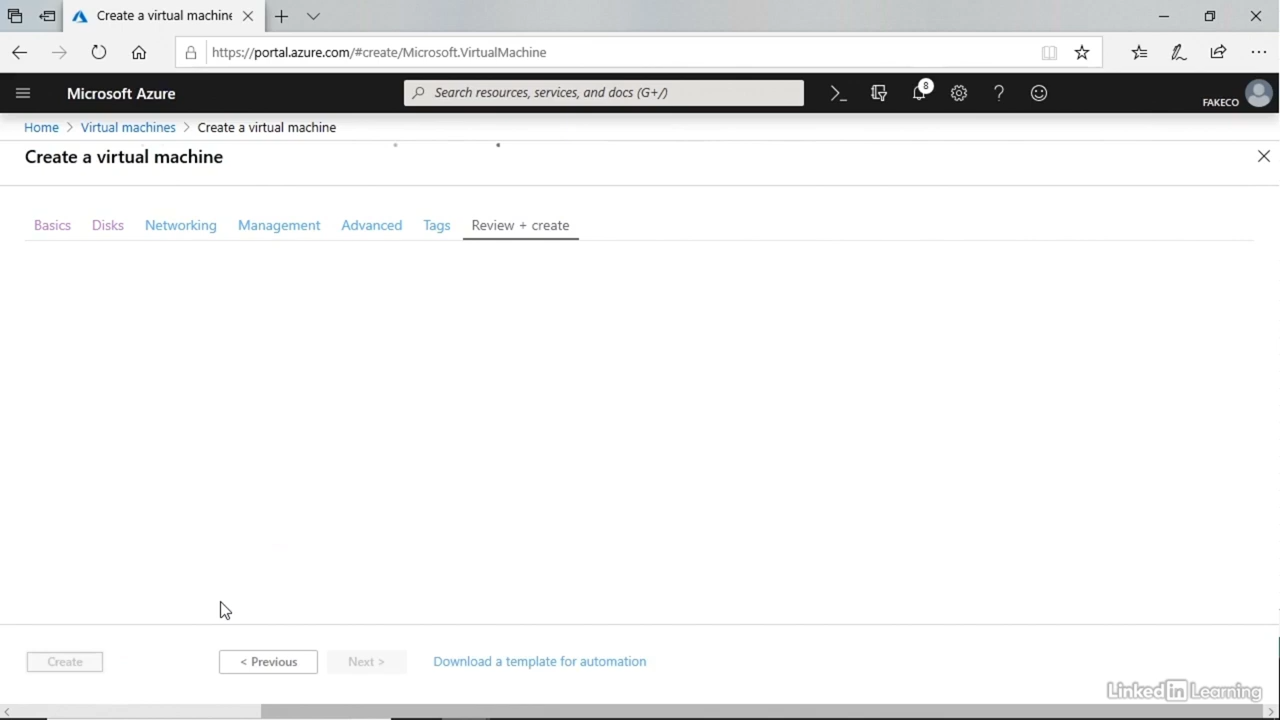 Create a virtual machine
https://portal.azure.com/#create/Microsoft.VirtualMachine
Microsoft Azure
Search resources, services, and docs (G+/)
8
FAKECO
Home > Virtual machines > Create a virtual machine
Create a virtual machine
Basics Disks Networking Management Advanced Tags Review + create
Create < Previous Next > Download a template for automation
Linked in Learning